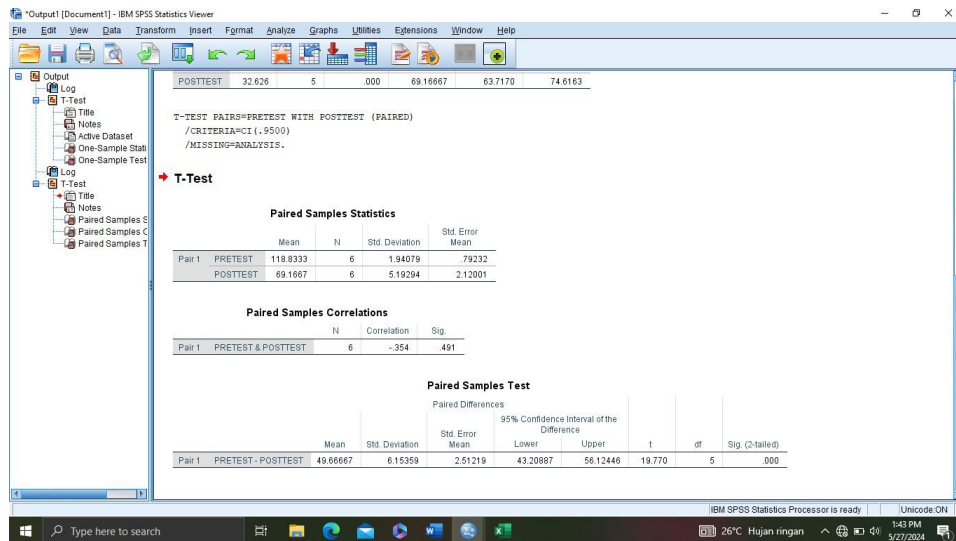 *Output1 [Document1] - IBM SPSS Statistics Viewer
File Edit View Data Transform Insert Format Analyze Graphs Utilities Extensions Window Help
Output
Log
T-Test
Title
Notes
Active Dataset
One-Sample Stati
One-Sample Test
Log
T-Test
Title
Notes
Paired Samples S
Paired Samples C
Paired Samples T
POSTTEST 32.626 5 .000 69.16667 63.7170 74.6163
T-TEST PAIRS=PRETEST WITH POSTTEST (PAIRED)
/CRITERIA=CI(.9500)
/MISSING=ANALYSIS.
T-Test
Paired Samples Statistics
Mean N Std. Deviation Std. Error Mean
Pair 1 PRETEST 118.8333 6 1.94079 .79232
POSTTEST 69.1667 6 5.19294 2.12001
Paired Samples Correlations
N Correlation Sig.
Pair 1 PRETEST & POSTTEST 6 -.354 .491
Paired Samples Test
Paired Differences
95% Confidence Interval of the Difference
Mean Std. Deviation Std. Error Mean Lower Upper t df Sig. (2-tailed)
Pair 1 PRETEST - POSTTEST 49.66667 6.15359 2.51219 43.20887 56.12446 19.770 5 .000
IBM SPSS Statistics Processor is ready Unicode:ON
Type here to search 26°C Hujan ringan 1:43 PM
5/27/2024